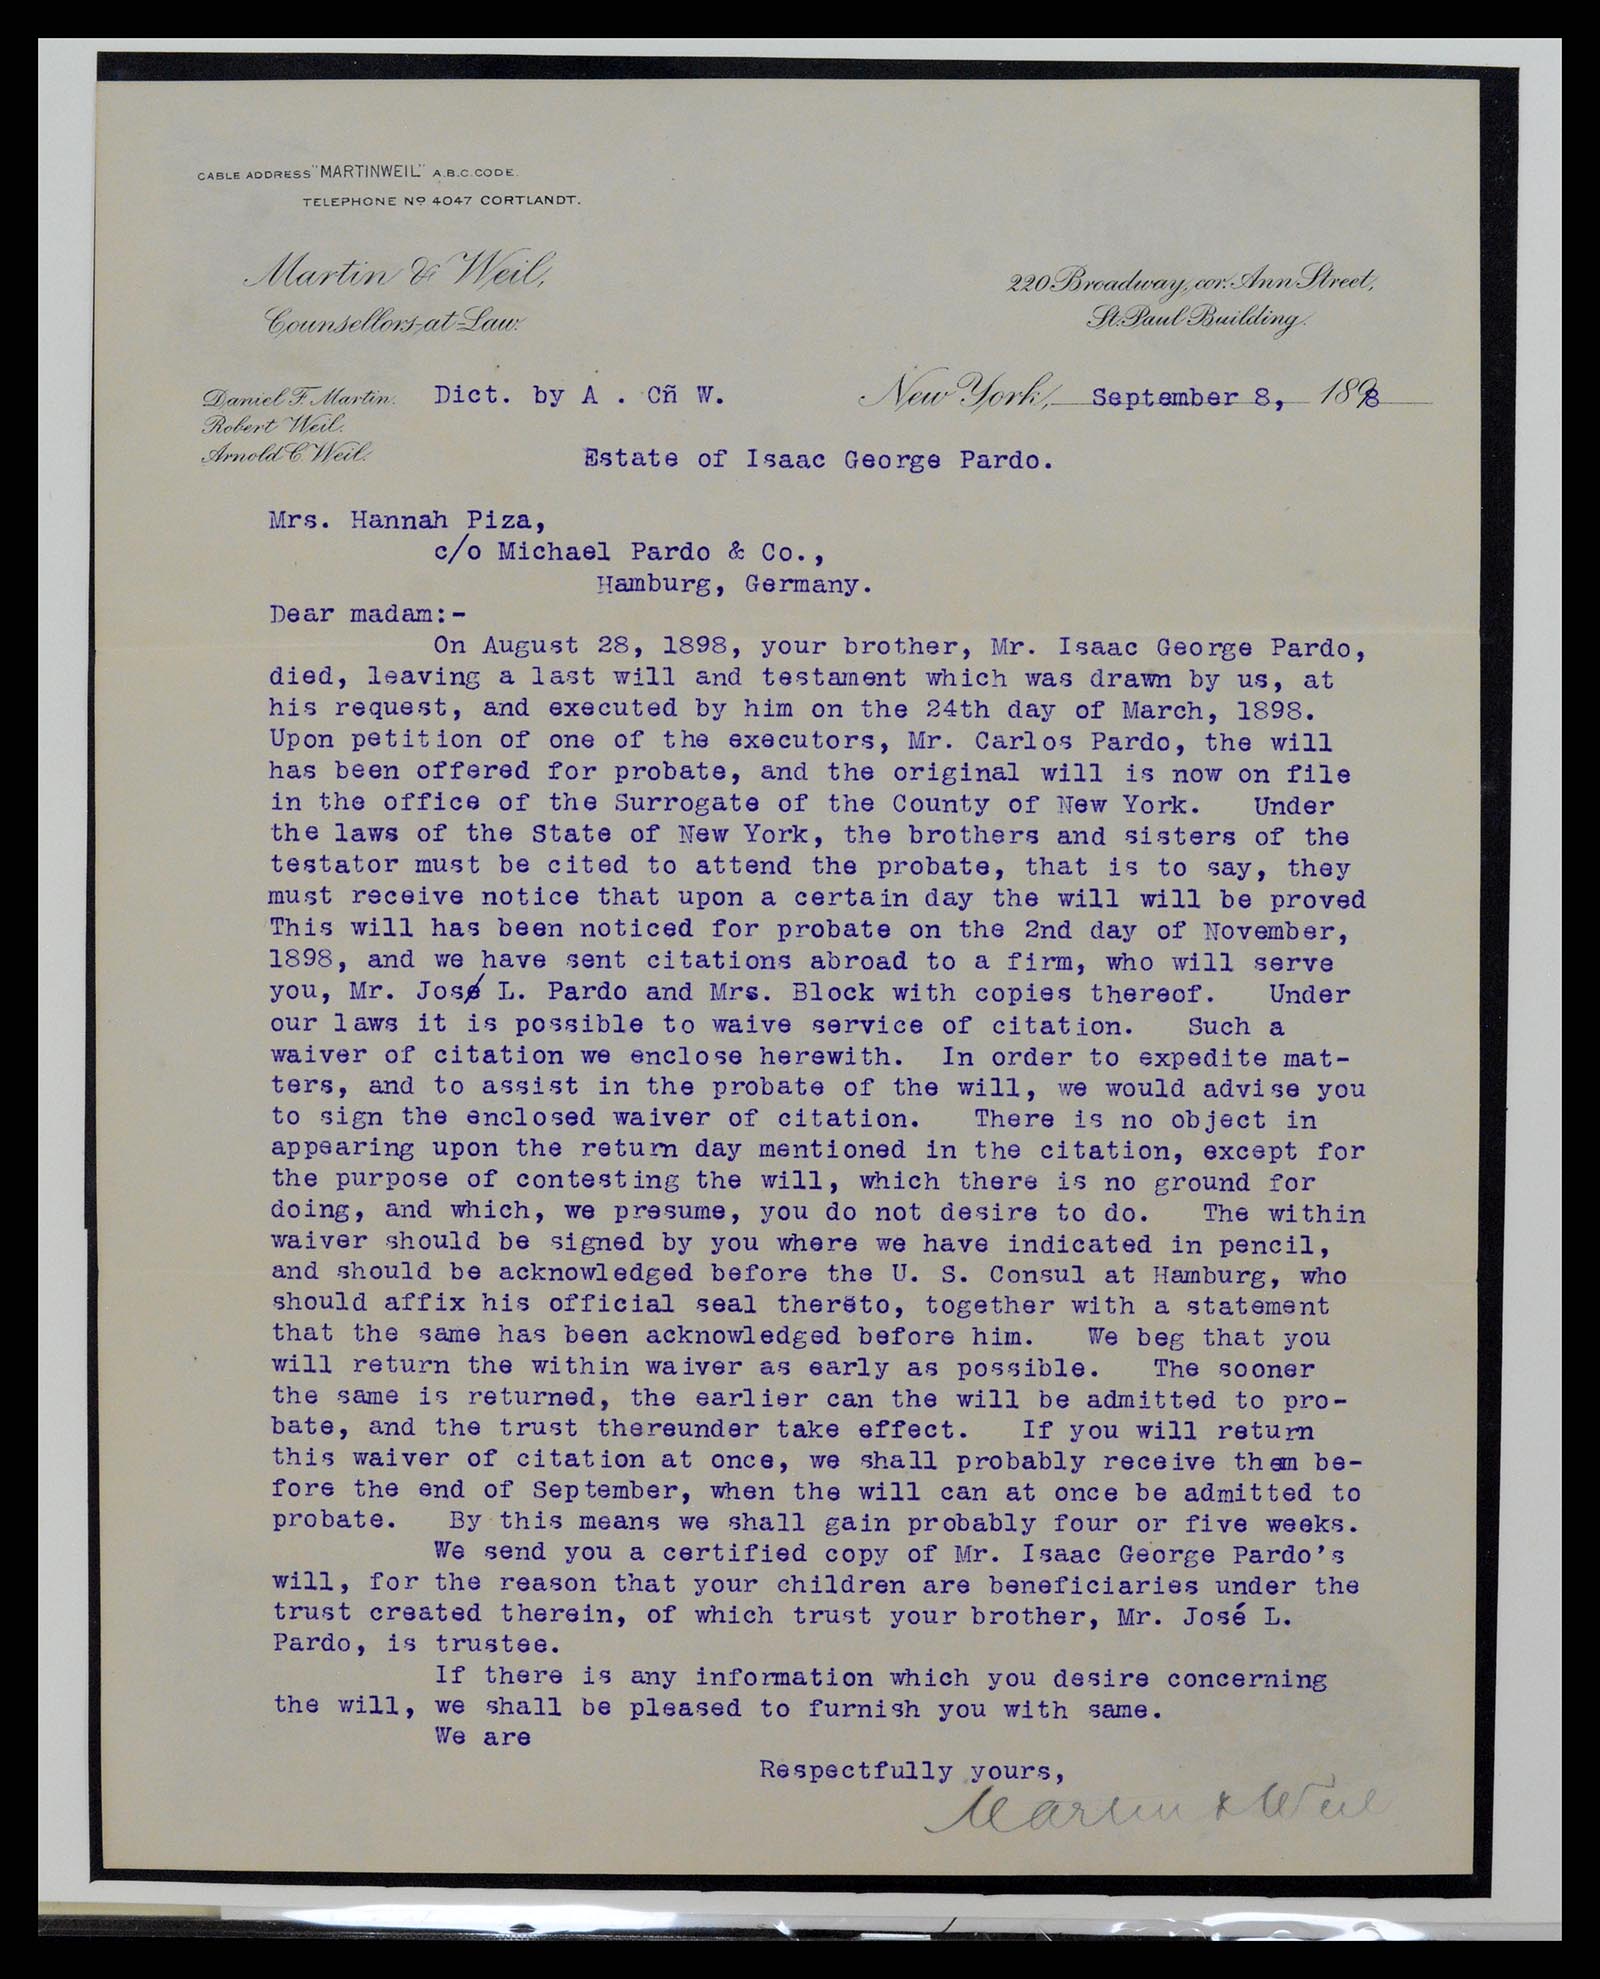 CABLE ADDRESS "MARTINWEIL" A.B.C. CODE.
TELEPHONE No 4047 CORTLANDT.
Martin & Weil,
Counsellors-at-Law.
220 Broadway, cor. Ann Street,
St. Paul Building.
Daniel F. Martin.
Robert Weil.
Arnold C. Weil.
Dict. by A . Cñ W.
New York, September 8, 1898
Estate of Isaac George Pardo.
Mrs. Hannah Piza,
c/o Michael Pardo & Co.,
Hamburg, Germany.
Dear madam:-
On August 28, 1898, your brother, Mr. Isaac George Pardo,
died, leaving a last will and testament which was drawn by us, at
his request, and executed by him on the 24th day of March, 1898.
Upon petition of one of the executors, Mr. Carlos Pardo, the will
has been offered for probate, and the original will is now on file
in the office of the Surrogate of the County of New York. Under
the laws of the State of New York, the brothers and sisters of the
testator must be cited to attend the probate, that is to say, they
must receive notice that upon a certain day the will will be proved
This will has been noticed for probate on the 2nd day of November,
1898, and we have sent citations abroad to a firm, who will serve
you, Mr. José L. Pardo and Mrs. Block with copies thereof. Under
our laws it is possible to waive service of citation. Such a
waiver of citation we enclose herewith. In order to expedite mat-
ters, and to assist in the probate of the will, we would advise you
to sign the enclosed waiver of citation. There is no object in
appearing upon the return day mentioned in the citation, except for
the purpose of contesting the will, which there is no ground for
doing, and which, we presume, you do not desire to do. The within
waiver should be signed by you where we have indicated in pencil,
and should be acknowledged before the U. S. Consul at Hamburg, who
should affix his official seal thereto, together with a statement
that the same has been acknowledged before him. We beg that you
will return the within waiver as early as possible. The sooner
the same is returned, the earlier can the will be admitted to pro-
bate, and the trust thereunder take effect. If you will return
this waiver of citation at once, we shall probably receive them be-
fore the end of September, when the will can at once be admitted to
probate. By this means we shall gain probably four or five weeks.
We send you a certified copy of Mr. Isaac George Pardo's
will, for the reason that your children are beneficiaries under the
trust created therein, of which trust your brother, Mr. José L.
Pardo, is trustee.
If there is any information which you desire concerning
the will, we shall be pleased to furnish you with same.
We are
Respectfully yours,
Martin & Weil